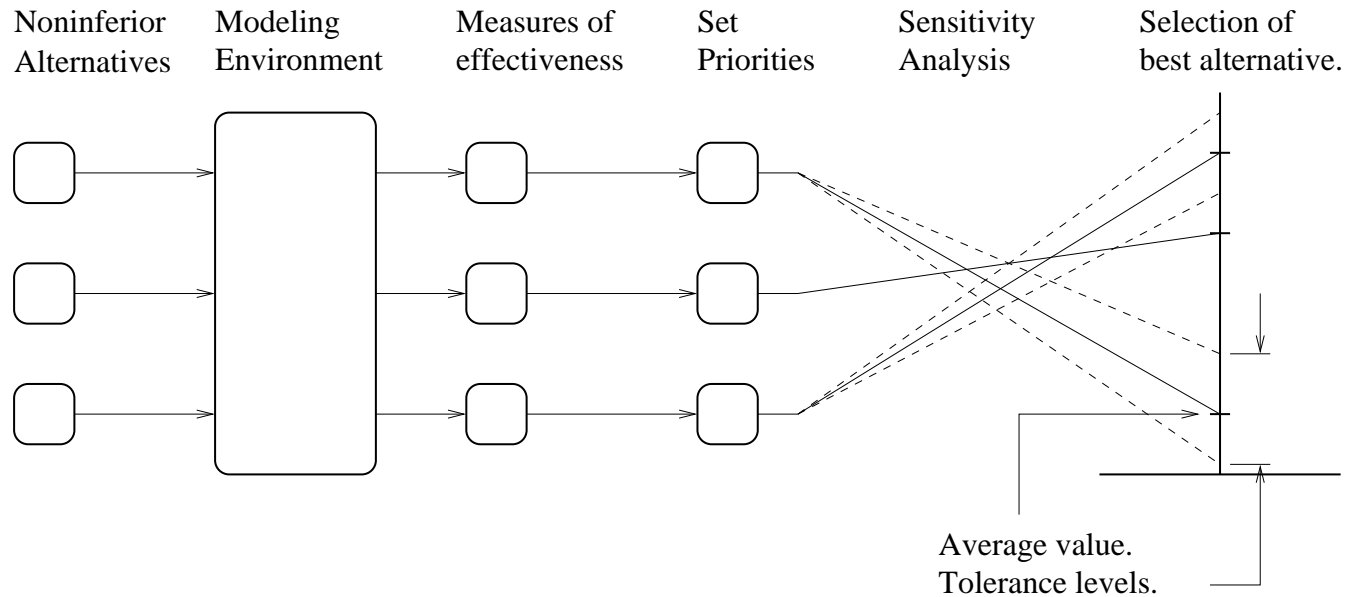 Noninferior
Alternatives
Modeling
Environment
Measures of
effectiveness
Set
Priorities
Sensitivity
Analysis
Selection of
best alternative.
Average value.
Tolerance levels.